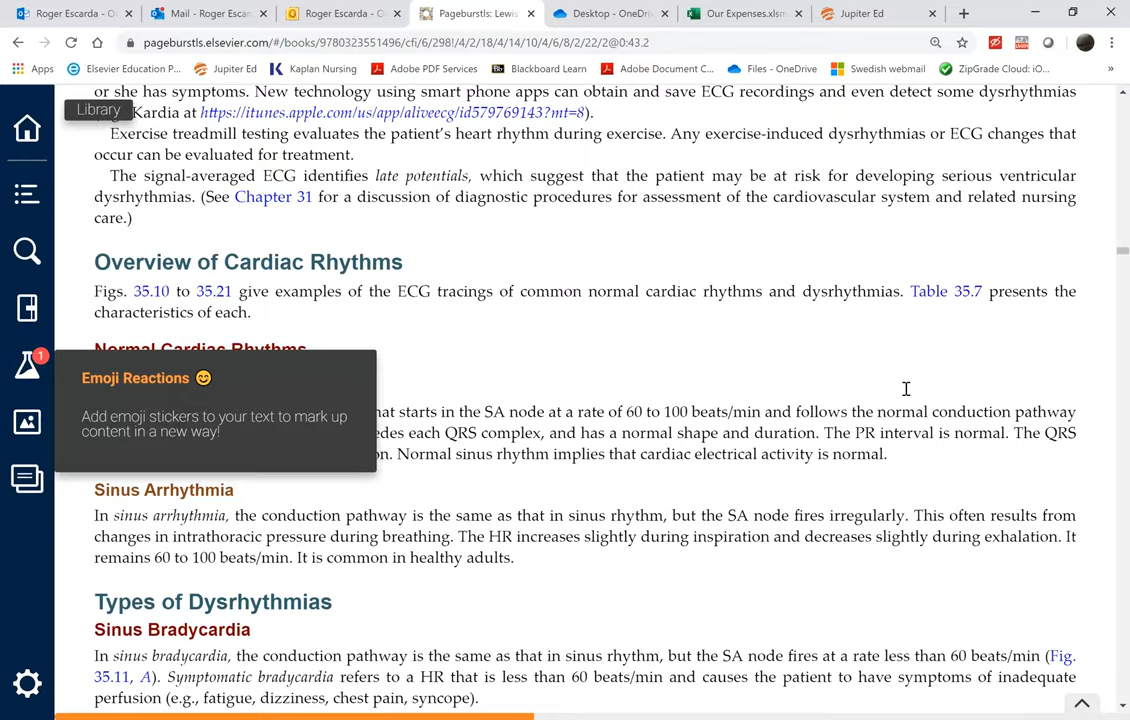 Roger Escarda - O
Mail - Roger Escar
Roger Escarda - O
Pageburstls: Lewis
Desktop - OneDriv
Our Expenses.xlsm
Jupiter Ed
pageburstls.elsevier.com/#/books/9780323551496/cfi/6/298!/4/2/18/4/14/10/4/6/8/2/22/2@0:43.2
Apps
Elsevier Education P...
Jupiter Ed
Kaplan Nursing
Adobe PDF Services
Blackboard Learn
Adobe Document C...
Files - OneDrive
Swedish webmail
ZipGrade Cloud: iO...
»
or she has symptoms. New technology using smart phone apps can obtain and save ECG recordings and even detect some dysrhythmias
Library
Kardia at https://itunes.apple.com/us/app/aliveecg/id579769143?mt=8).
Exercise treadmill testing evaluates the patient's heart rhythm during exercise. Any exercise-induced dysrhythmias or ECG changes that
occur can be evaluated for treatment.
The signal-averaged ECG identifies late potentials, which suggest that the patient may be at risk for developing serious ventricular
dysrhythmias. (See Chapter 31 for a discussion of diagnostic procedures for assessment of the cardiovascular system and related nursing
care.)
Overview of Cardiac Rhythms
Figs. 35.10 to 35.21 give examples of the ECG tracings of common normal cardiac rhythms and dysrhythmias. Table 35.7 presents the
characteristics of each.
Normal Cardiac Rhythms
1
Emoji Reactions 😊
Add emoji stickers to your text to mark up
content in a new way!
hat starts in the SA node at a rate of 60 to 100 beats/min and follows the normal conduction pathway
edes each QRS complex, and has a normal shape and duration. The PR interval is normal. The QRS
on. Normal sinus rhythm implies that cardiac electrical activity is normal.
Sinus Arrhythmia
In sinus arrhythmia, the conduction pathway is the same as that in sinus rhythm, but the SA node fires irregularly. This often results from
changes in intrathoracic pressure during breathing. The HR increases slightly during inspiration and decreases slightly during exhalation. It
remains 60 to 100 beats/min. It is common in healthy adults.
Types of Dysrhythmias
Sinus Bradycardia
In sinus bradycardia, the conduction pathway is the same as that in sinus rhythm, but the SA node fires at a rate less than 60 beats/min (Fig.
35.11, A). Symptomatic bradycardia refers to a HR that is less than 60 beats/min and causes the patient to have symptoms of inadequate
perfusion (e.g., fatigue, dizziness, chest pain, syncope).